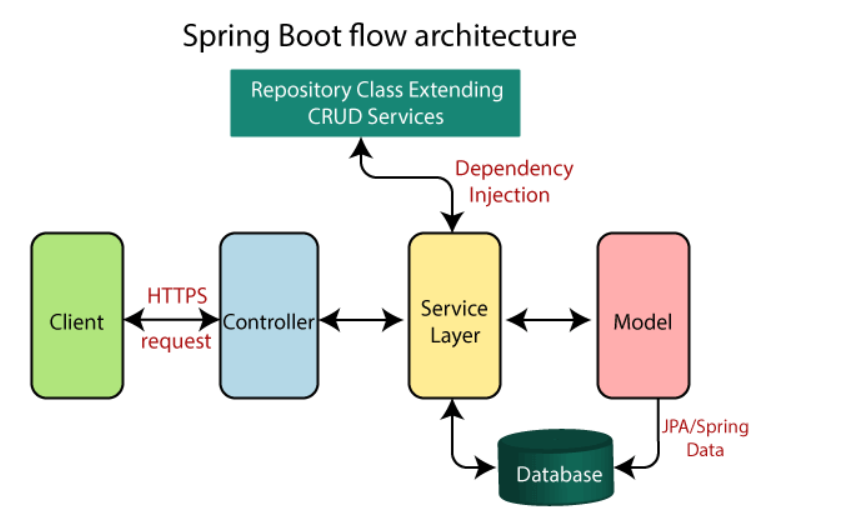 Spring Boot flow architecture
Repository Class Extending
CRUD Services
Dependency
Injection
Client
HTTPS
request
Controller
Service
Layer
Model
JPA/Spring
Data
Database